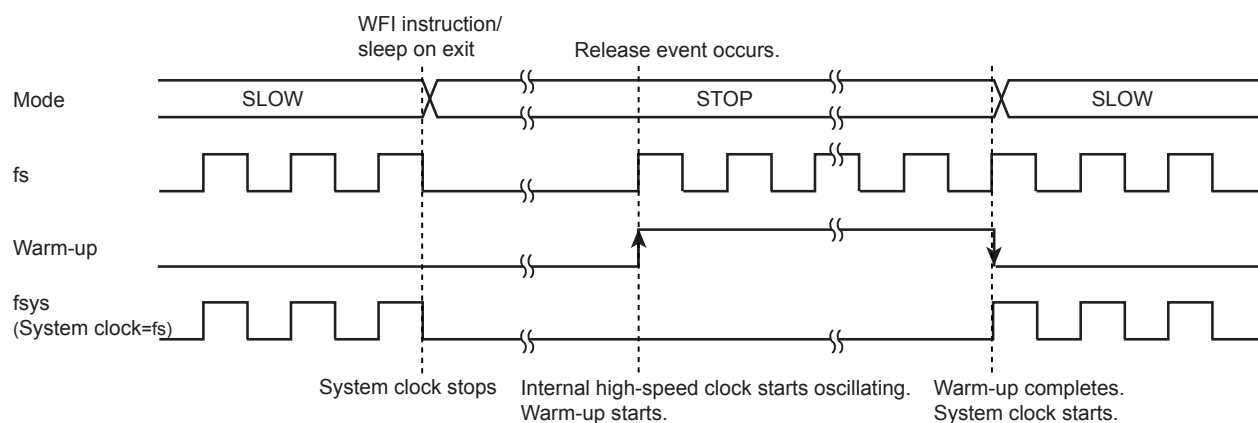 WFI instruction/
sleep on exit
Release event occurs.
Mode
SLOW
STOP
SLOW
fs
Warm-up
fsys
(System clock=fs)
System clock stops
Internal high-speed clock starts oscillating.
Warm-up starts.
Warm-up completes.
System clock starts.